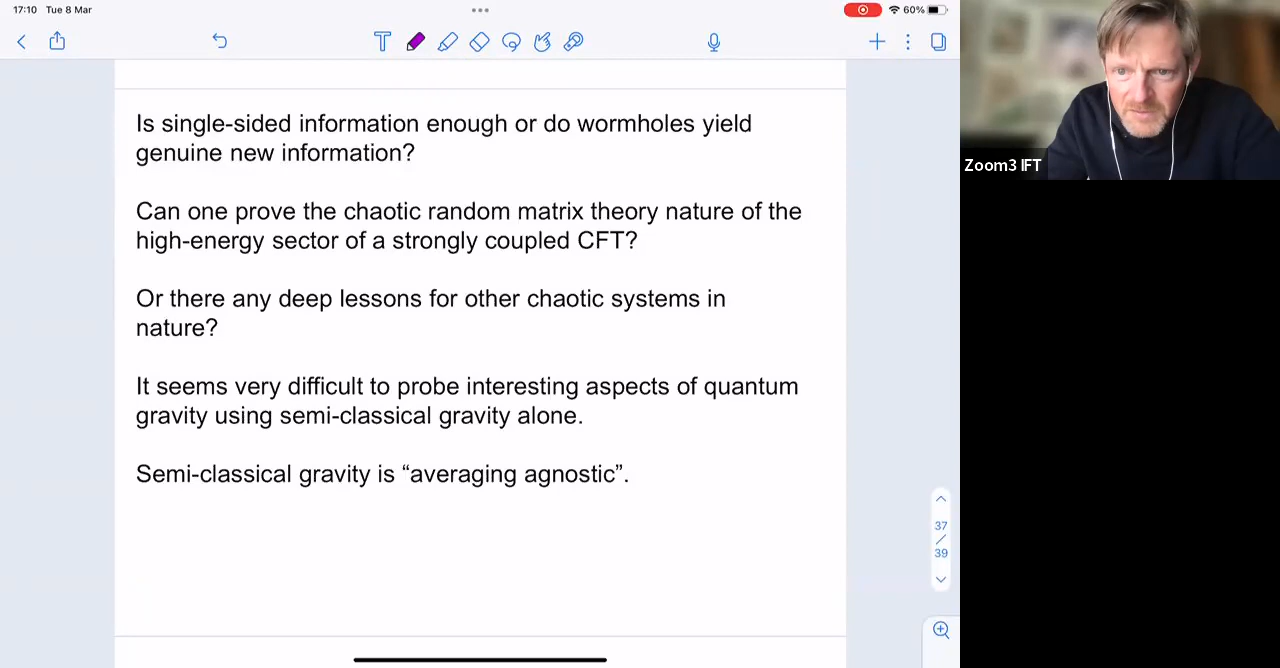 17:10 Tue 8 Mar
60%
Is single-sided information enough or do wormholes yield
genuine new information?
Can one prove the chaotic random matrix theory nature of the
high-energy sector of a strongly coupled CFT?
Or there any deep lessons for other chaotic systems in
nature?
It seems very difficult to probe interesting aspects of quantum
gravity using semi-classical gravity alone.
Semi-classical gravity is “averaging agnostic”.
37
39
Zoom3 IFT